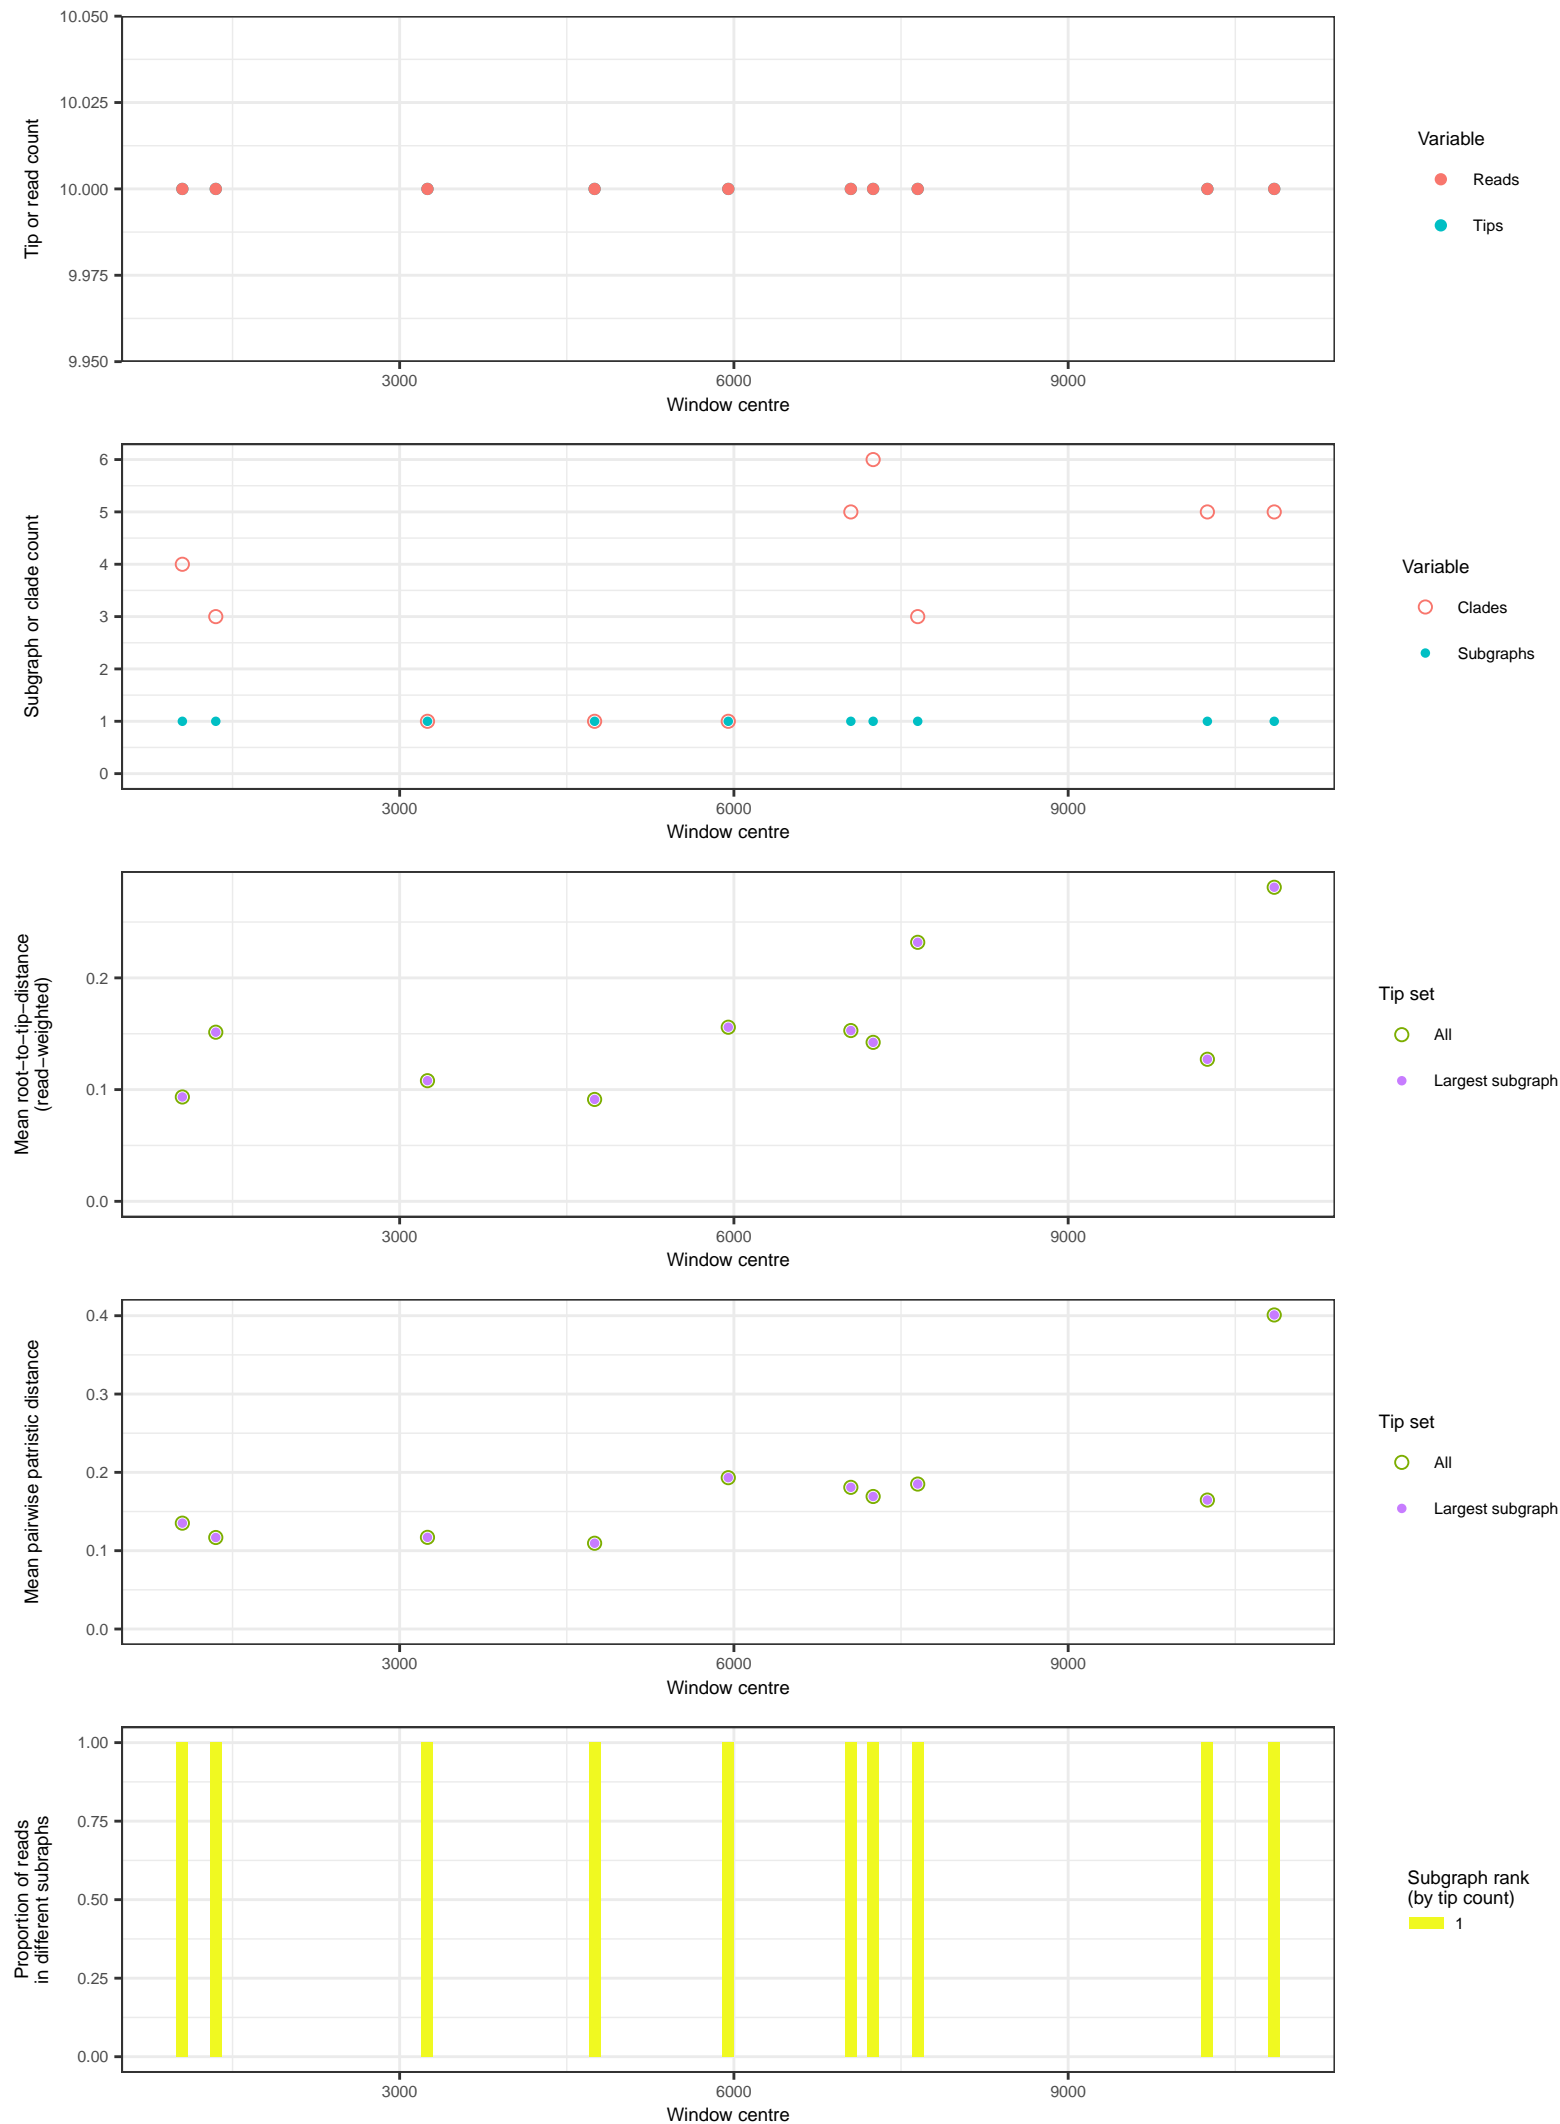 10.050
10.025
10.000
9.975
9.950
Tip or read count
3000
6000
9000
Window centre
Variable
Reads
Tips
6
5
4
3
2
1
0
Subgraph or clade count
3000
6000
9000
Window centre
Variable
Clades
Subgraphs
0.2
0.1
0.0
Mean root−to−tip−distance
(read−weighted)
3000
6000
9000
Window centre
Tip set
All
Largest subgraph
0.4
0.3
0.2
0.1
0.0
Mean pairwise patristic distance
3000
6000
9000
Window centre
Tip set
All
Largest subgraph
1.00
0.75
0.50
0.25
0.00
Proportion of reads
in different subraphs
3000
6000
9000
Window centre
Subgraph rank
(by tip count)
1